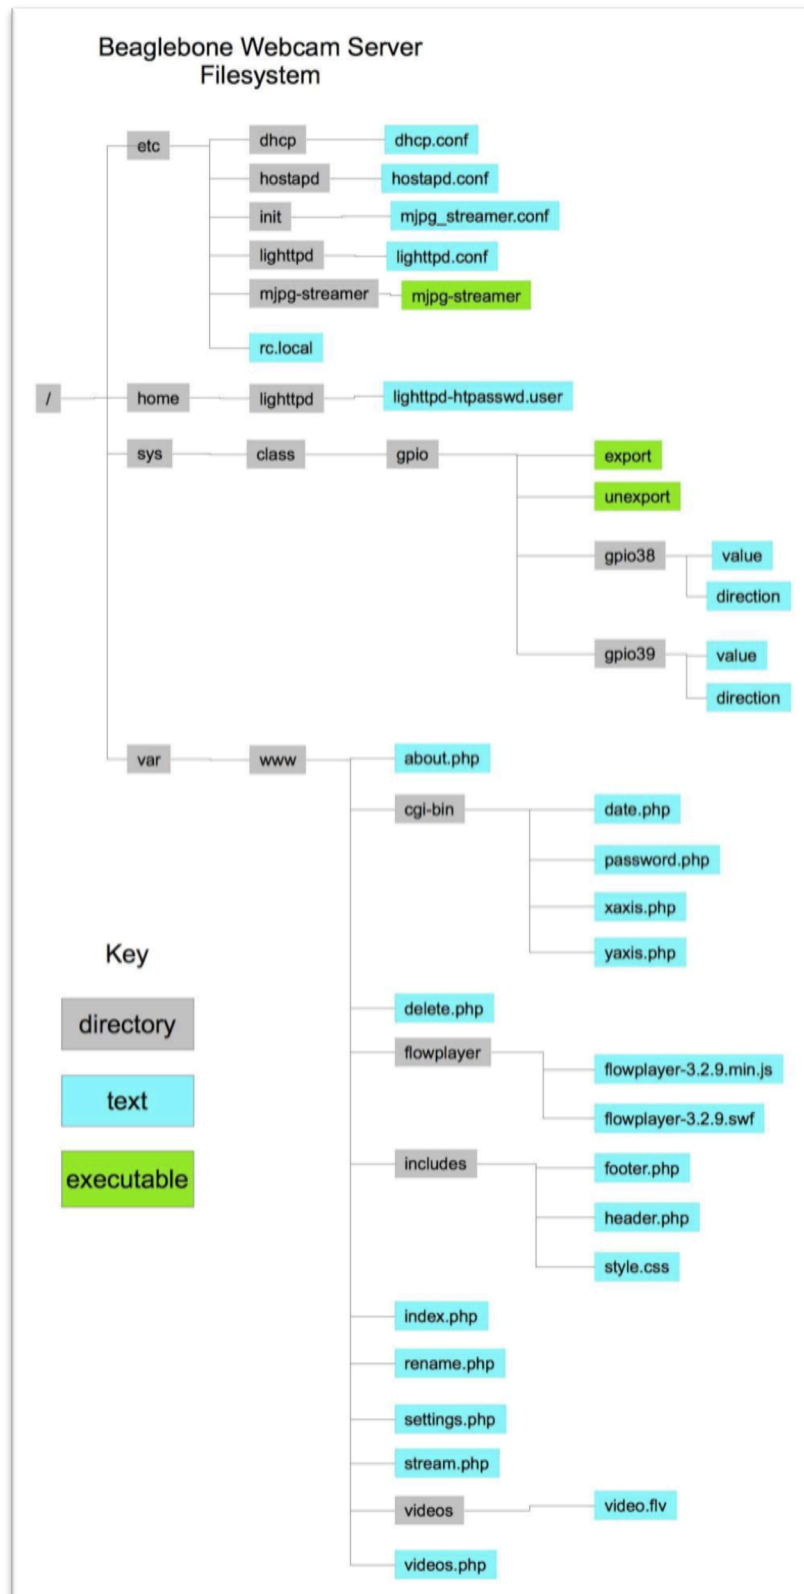 Beaglebone Webcam Server
Filesystem
etc
dhcp
dhcp.conf
hostapd
hostapd.conf
init
mjpg_streamer.conf
lighttpd
lighttpd.conf
mjpg-streamer
mjpg-streamer
rc.local
/
home
lighttpd
lighttpd-htpasswd.user
sys
class
gpio
export
unexport
gpio38
value
direction
gpio39
value
direction
var
www
about.php
cgi-bin
date.php
password.php
xaxis.php
yaxis.php
delete.php
flowplayer
flowplayer-3.2.9.min.js
flowplayer-3.2.9.swf
includes
footer.php
header.php
style.css
index.php
rename.php
settings.php
stream.php
videos
video.flv
videos.php
Key
directory
text
executable